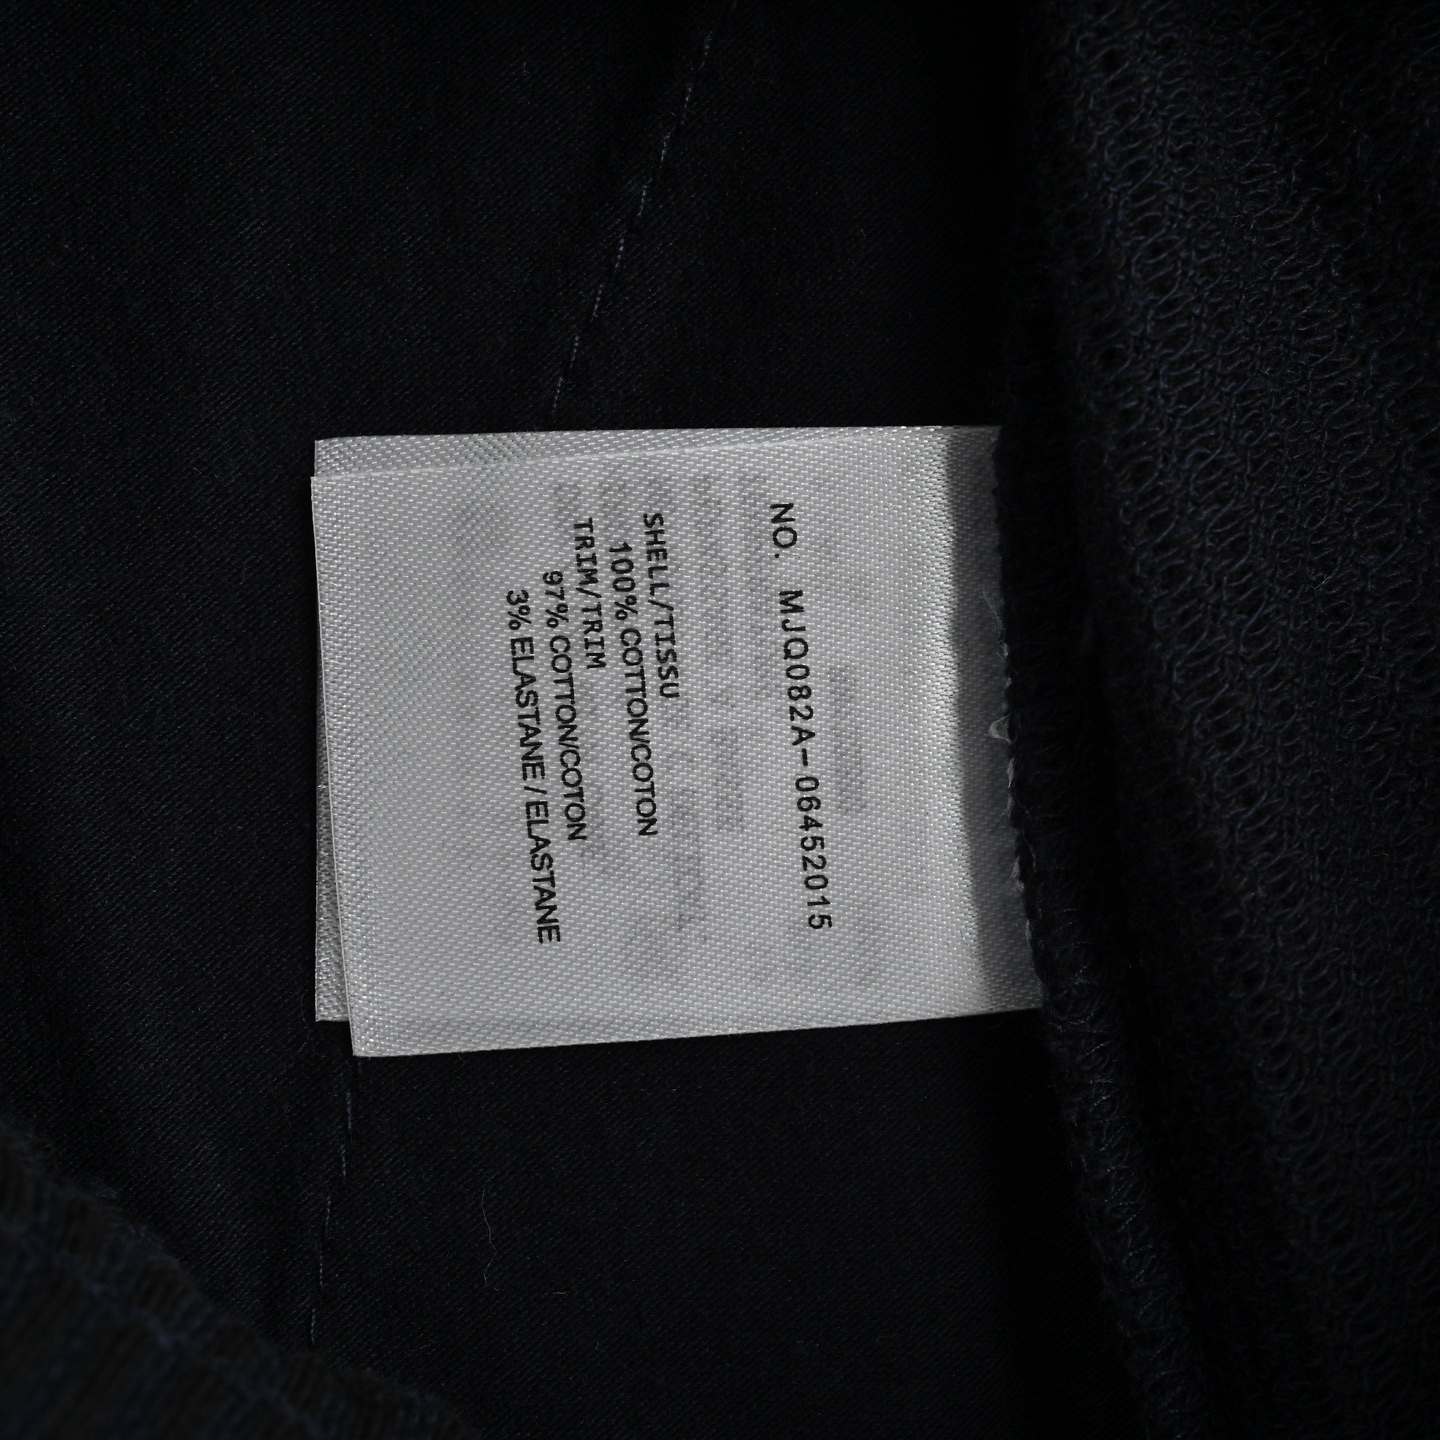 NO. MJQ082A-06452015
SHELL/TISSU
100% COTTON/COTON
TRIM/TRIM
97% COTTON/COTON
3% ELASTANE / ELASTANE